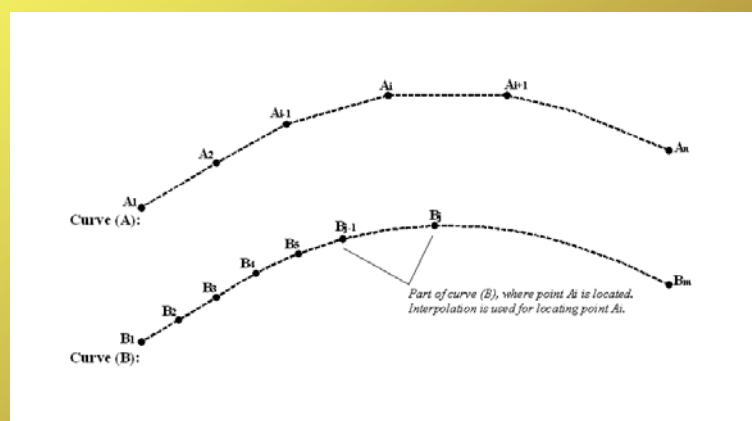 Ai
Ai+1
Ai-1
A2
An
A1
Curve (A):
Bj
Bj-1
B5
B4
B3
Bm
B2
B1
Part of curve (B), where point Ai is located.
Interpolation is used for locating point Ai.
Curve (B):